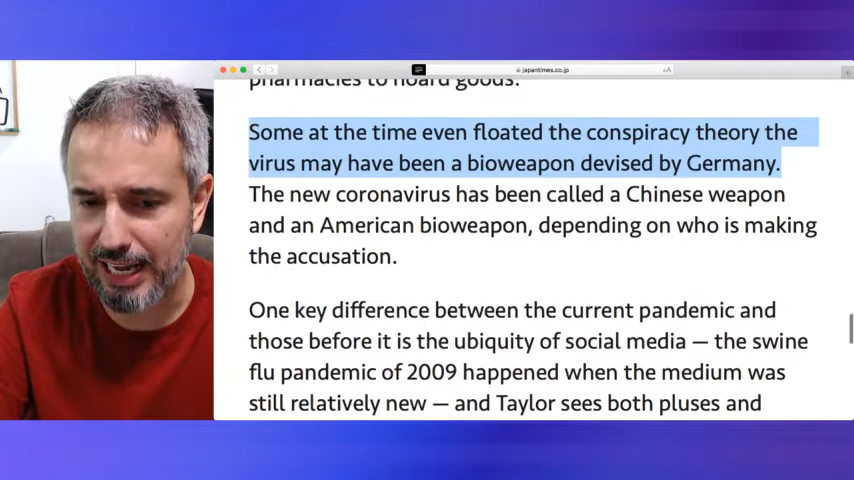 japantimes.co.jp
AA
pharmacies to hoard goods.
Some at the time even floated the conspiracy theory the
virus may have been a bioweapon devised by Germany.
The new coronavirus has been called a Chinese weapon
and an American bioweapon, depending on who is making
the accusation.
One key difference between the current pandemic and
those before it is the ubiquity of social media — the swine
flu pandemic of 2009 happened when the medium was
still relatively new — and Taylor sees both pluses and